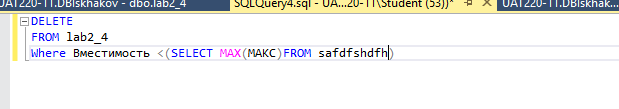 UAT220-11.DBIskhakov - dbo.lab2_4 SQLQuery4.sql - UA...20-11\Student (53))* UAT220-11.DBIskhak...
DELETE
FROM lab2_4
Where Вместимость <(SELECT MAX(МАКС)FROM safdfshdfh)